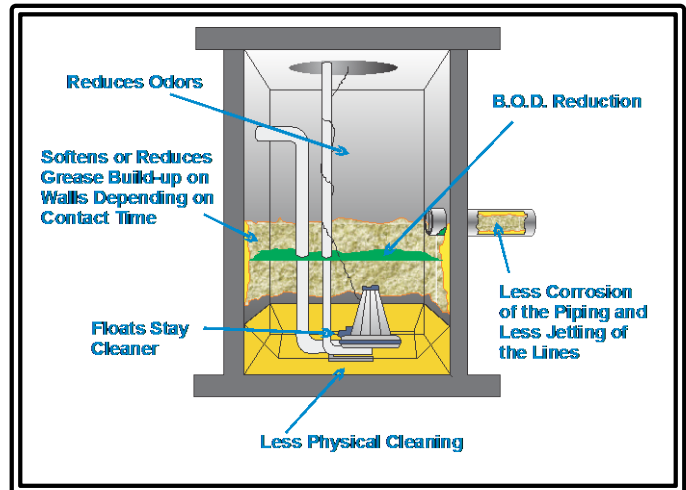 Reduces Odors
B.O.D. Reduction
Softens or Reduces
Grease Build-up on
Walls Depending on
Contact Time
Less Corrosion
of the Piping and
Less Jetting of
the Lines
Floats Stay
Cleaner
Less Physical Cleaning